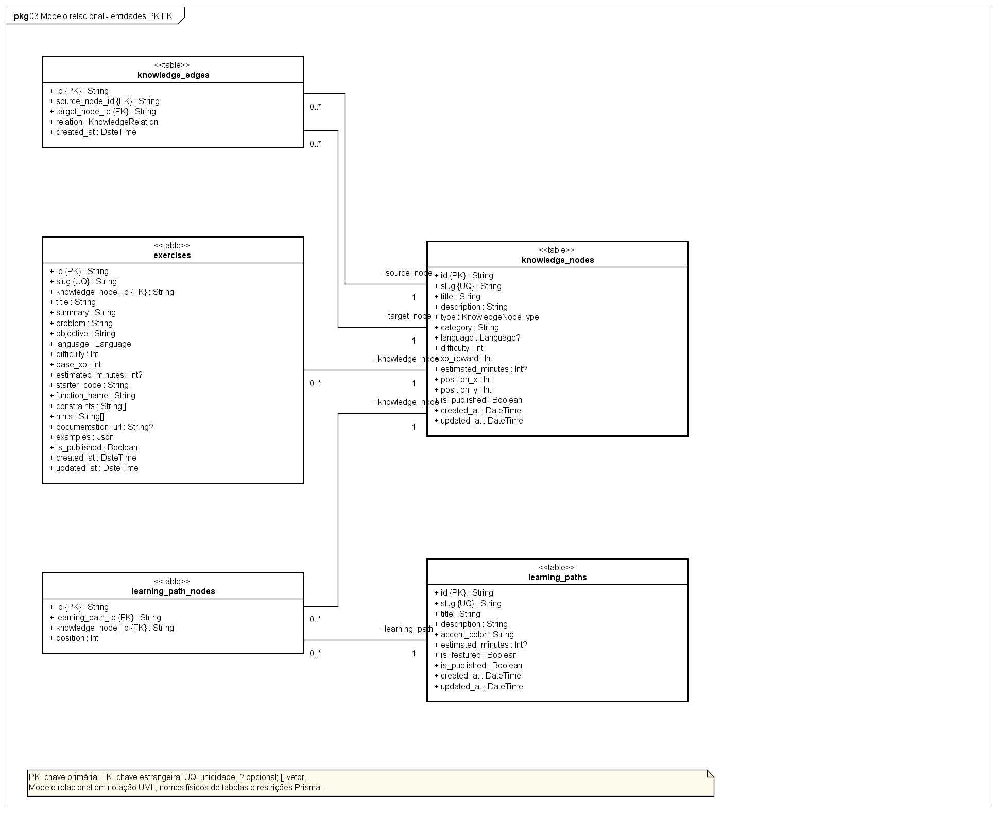 pkg 03 Modelo relacional - entidades PK FK
<<table>>
knowledge_edges
+ id {PK} : String
+ source_node_id {FK} : String
+ target_node_id {FK} : String
+ relation : KnowledgeRelation
+ created_at : DateTime
0..*
0..*
<<table>>
exercises
+ id {PK} : String
+ slug {UQ} : String
+ knowledge_node_id {FK} : String
+ title : String
+ summary : String
+ problem : String
+ objective : String
+ language : Language
+ difficulty : Int
+ base_xp : Int
+ estimated_minutes : Int?
+ starter_code : String
+ function_name : String
+ constraints : String[]
+ hints : String[]
+ documentation_url : String?
+ examples : Json
+ is_published : Boolean
+ created_at : DateTime
+ updated_at : DateTime
0..*
- source_node
1
- target_node
1
- knowledge_node
1
- knowledge_node
1
<<table>>
knowledge_nodes
+ id {PK} : String
+ slug {UQ} : String
+ title : String
+ description : String
+ type : KnowledgeNodeType
+ category : String
+ language : Language?
+ difficulty : Int
+ xp_reward : Int
+ estimated_minutes : Int?
+ position_x : Int
+ position_y : Int
+ is_published : Boolean
+ created_at : DateTime
+ updated_at : DateTime
<<table>>
learning_path_nodes
+ id {PK} : String
+ learning_path_id {FK} : String
+ knowledge_node_id {FK} : String
+ position : Int
0..*
0..*
- learning_path
1
<<table>>
learning_paths
+ id {PK} : String
+ slug {UQ} : String
+ title : String
+ description : String
+ accent_color : String
+ estimated_minutes : Int?
+ is_featured : Boolean
+ is_published : Boolean
+ created_at : DateTime
+ updated_at : DateTime
PK: chave primária; FK: chave estrangeira; UQ: unicidade. ? opcional; [] vetor.
Modelo relacional em notação UML; nomes físicos de tabelas e restrições Prisma.